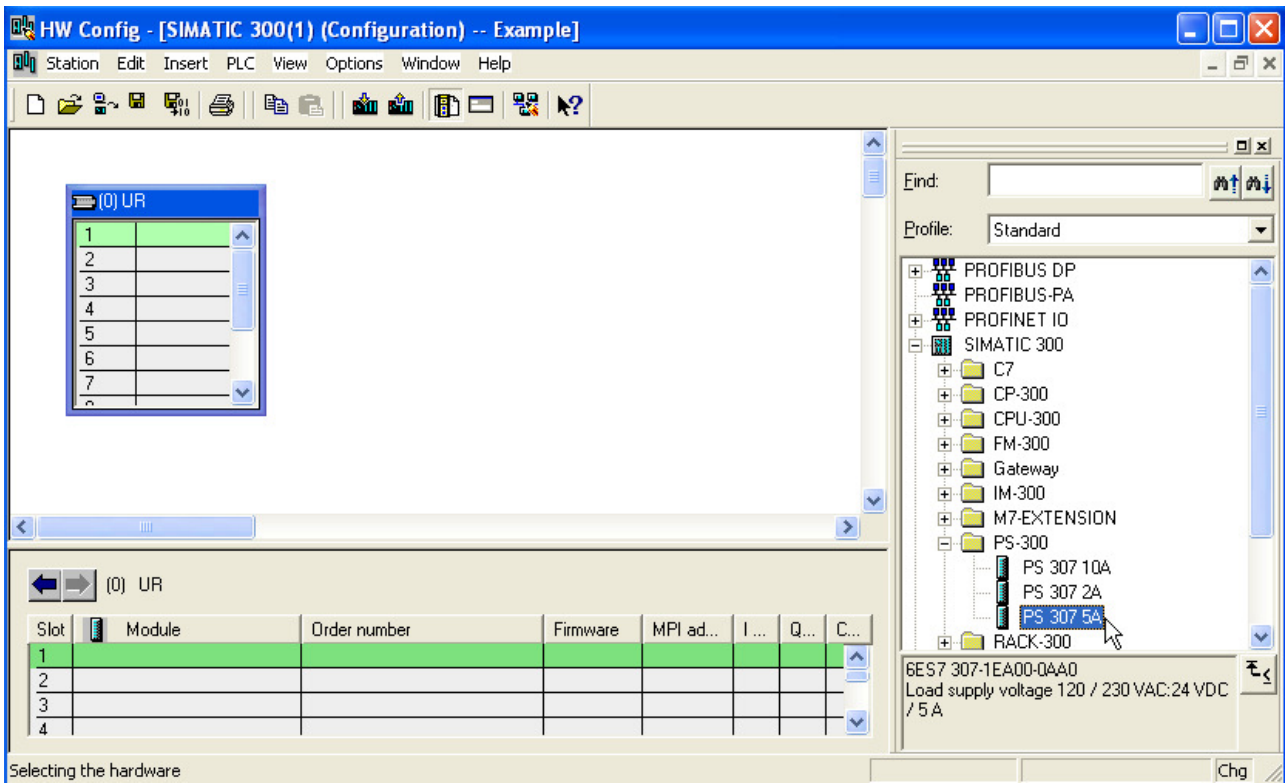 HW Config - [SIMATIC 300(1) (Configuration) -- Example]
Station Edit Insert PLC View Options Window Help
(0) UR
1
2
3
4
5
6
7
Find:
Profile: Standard
PROFIBUS DP
PROFIBUS-PA
PROFINET IO
SIMATIC 300
C7
CP-300
CPU-300
FM-300
Gateway
IM-300
M7-EXTENSION
PS-300
PS 307 10A
PS 307 2A
PS 307 5A
RACK-300
6ES7 307-1EA00-0AA0
Load supply voltage 120 / 230 VAC:24 VDC
/ 5 A
(0) UR
Slot Module Order number Firmware MPI ad... I ... Q... C...
1
2
3
4
Selecting the hardware Chg